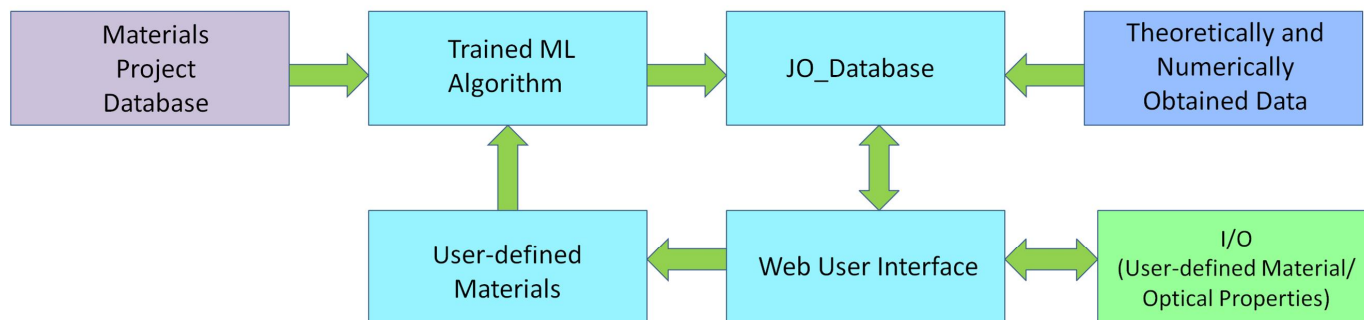 Materials
Project
Database
Trained ML
Algorithm
JO_Database
Theoretically and
Numerically
Obtained Data
User-defined
Materials
Web User Interface
I/O
(User-defined Material/
Optical Properties)